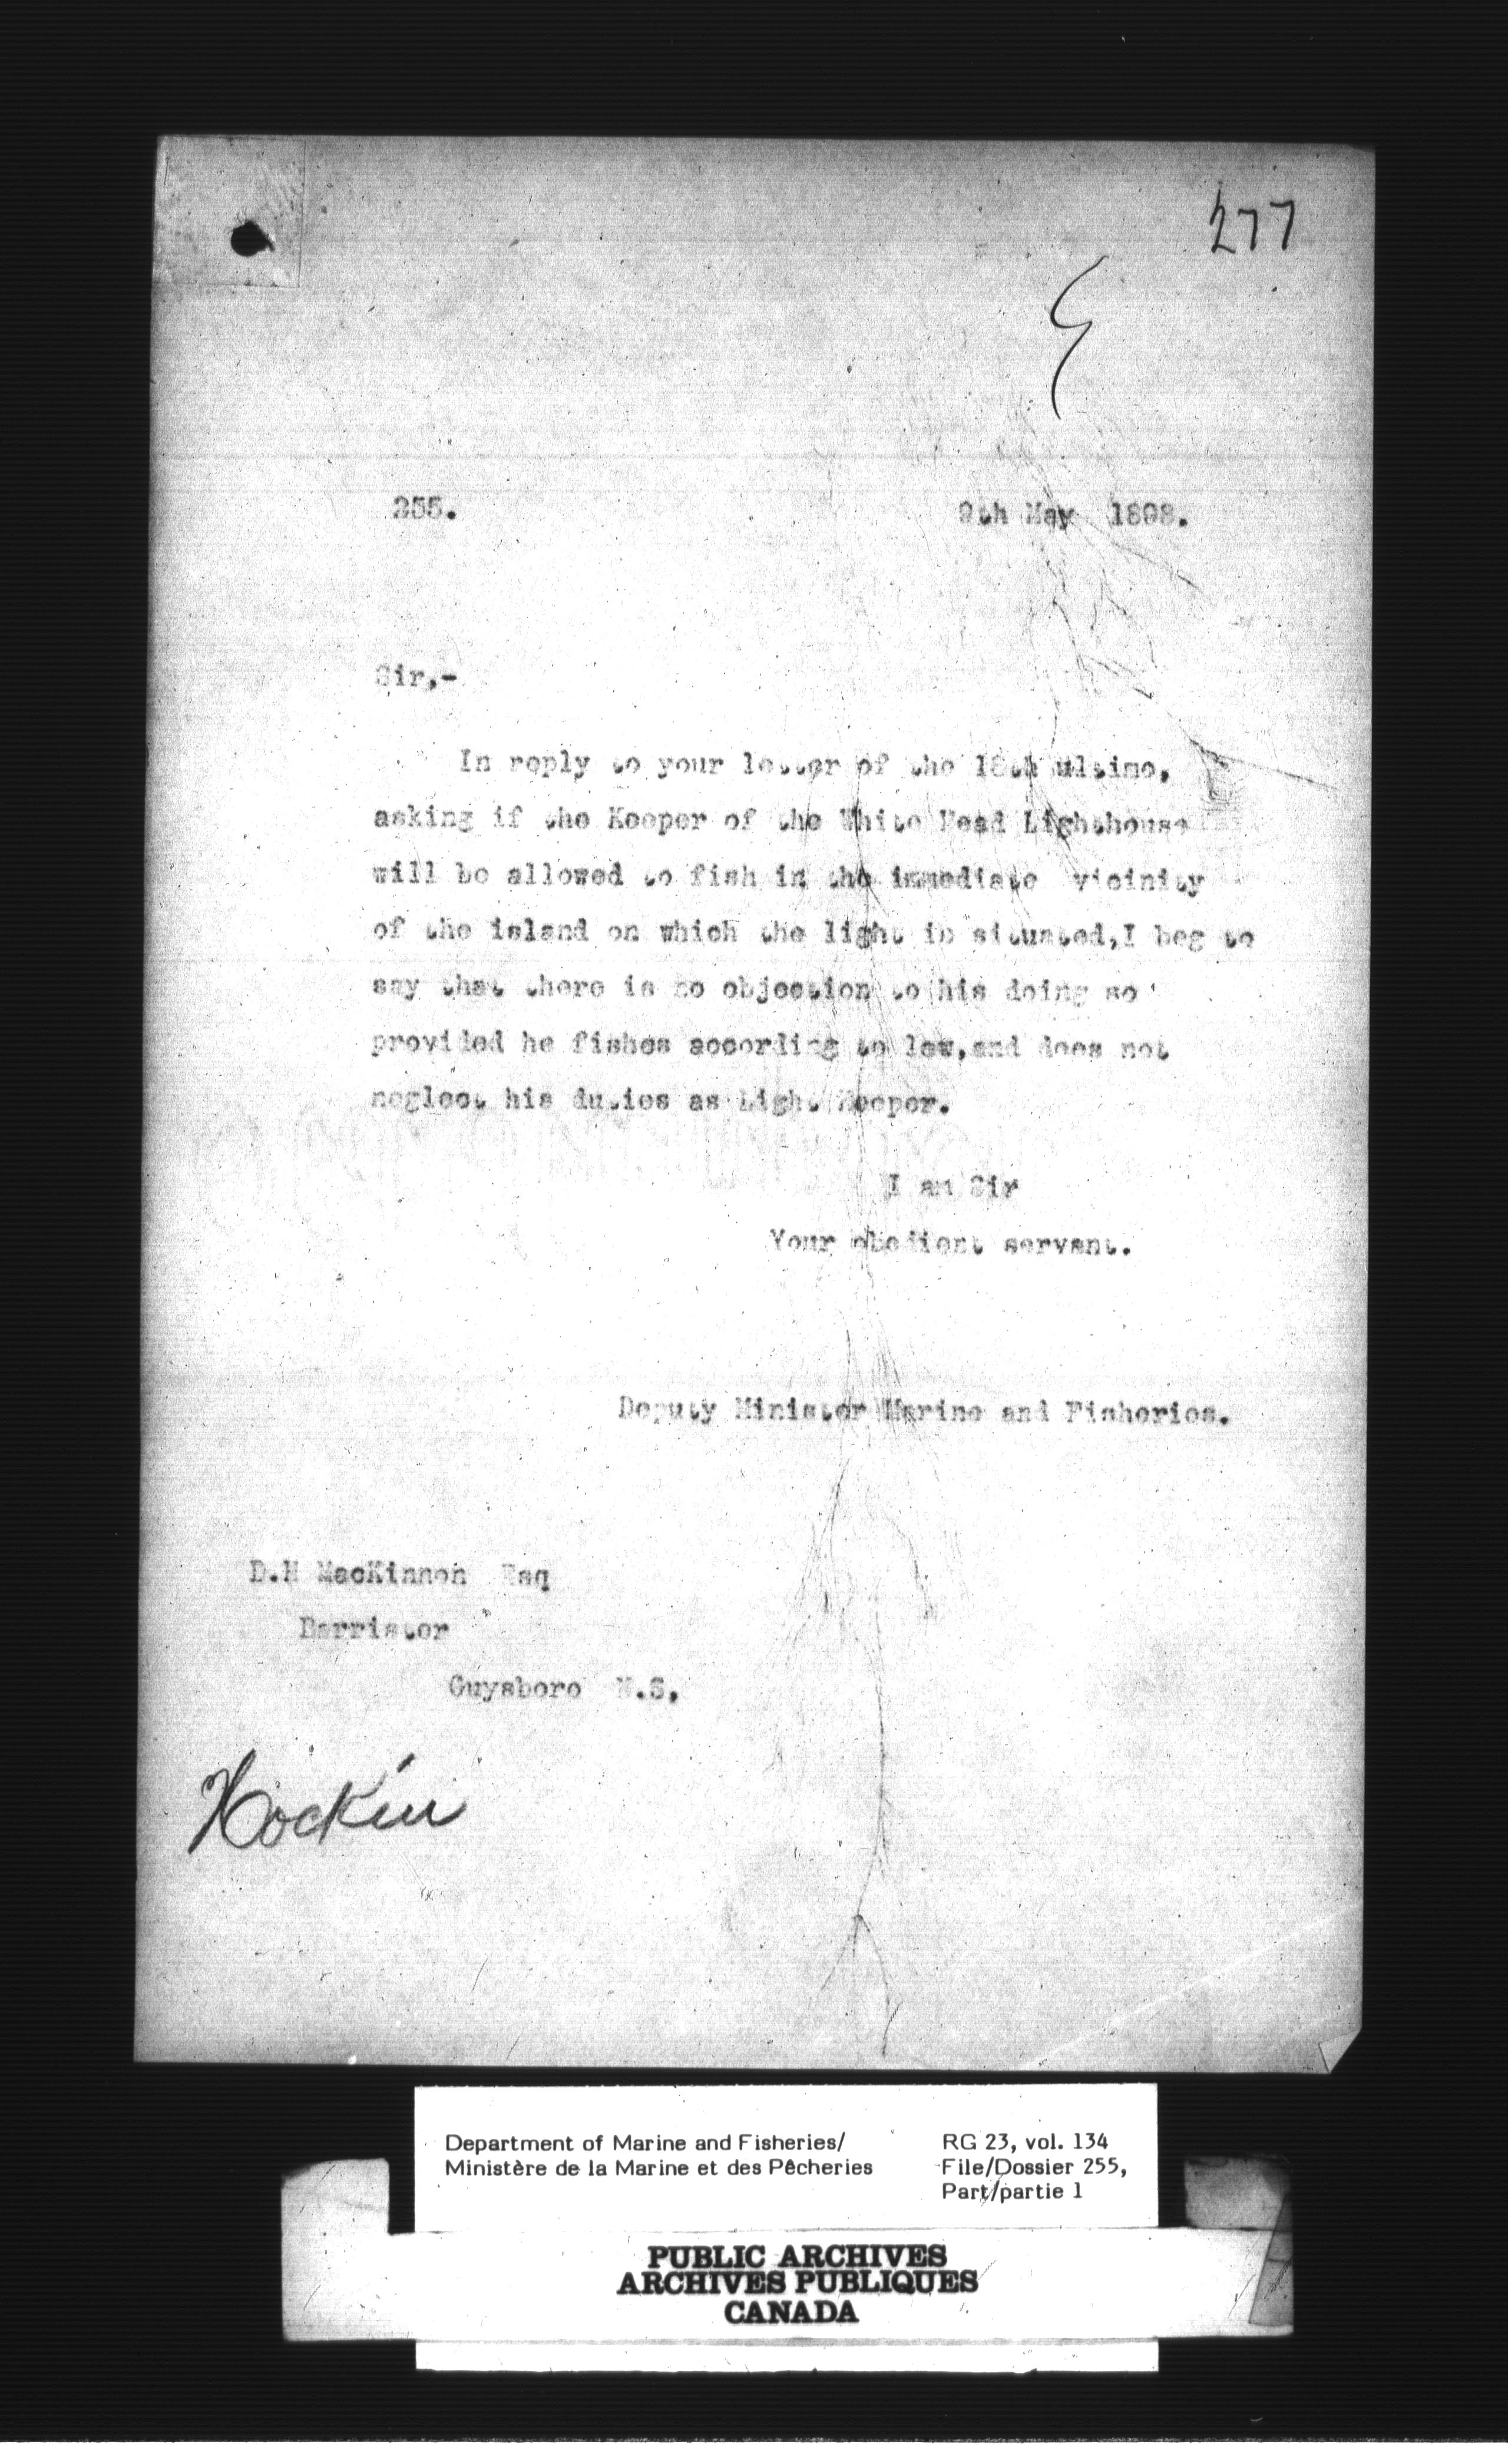 277
255. 9th May 1898.
Sir,-
In reply to your letter of the 18th ultimo,
asking if the Keeper of the White Head Lighthouse
will be allowed to fish in the immediate vicinity
of the island on which the light is situated, I beg to
say that there is no objection to his doing so
provided he fishes according to law, and does not
neglect his duties as Light Keeper.
I am Sir
Your obedient servant.
Deputy Minister Marine and Fisheries.
D.H MacKinnon Esq
Barrister
Guysboro N.S,
Hockin
Department of Marine and Fisheries/ RG 23, vol. 134
Ministère de la Marine et des Pêcheries File/Dossier 255,
Part/partie 1
PUBLIC ARCHIVES
ARCHIVES PUBLIQUES
CANADA